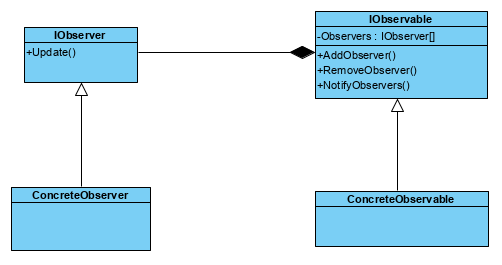 IObserver
+Update()
IObservable
-Observers : IObserver[]
+AddObserver()
+RemoveObserver()
+NotifyObservers()
ConcreteObserver
ConcreteObservable